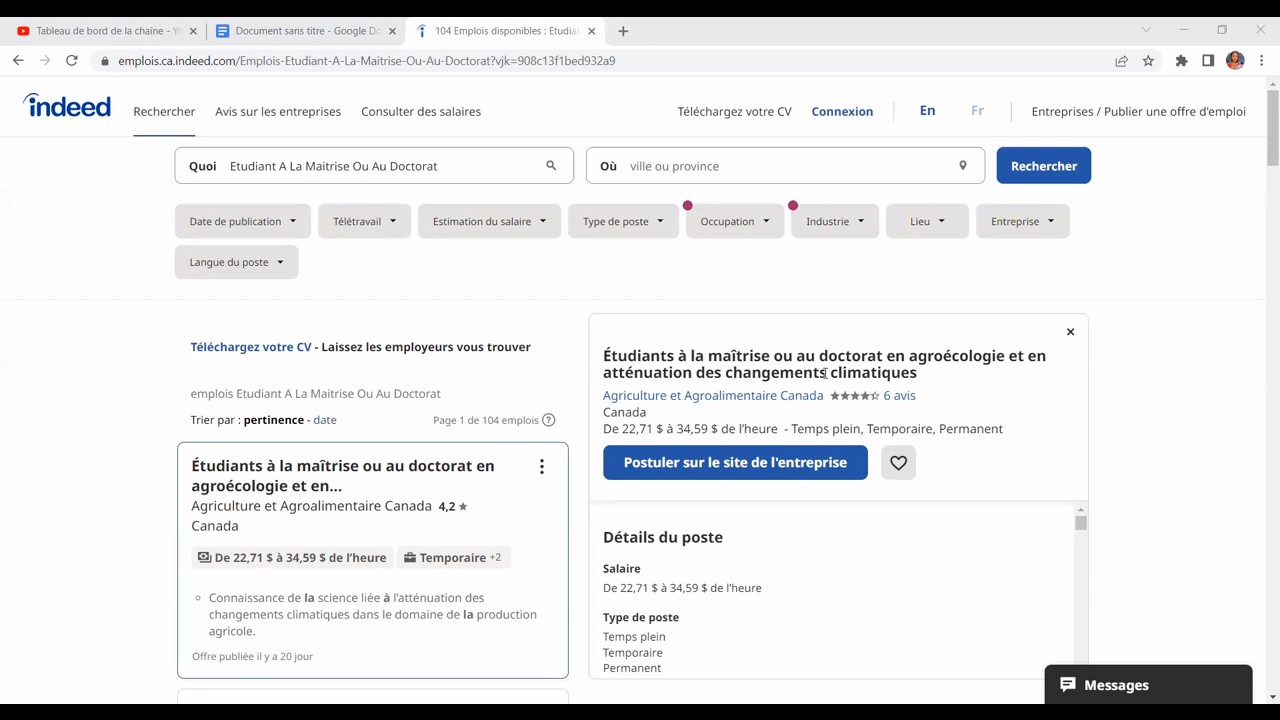 Tableau de bord de la chaîne - Y
Document sans titre - Google Do
104 Emplois disponibles : Etudian
emplois.ca.indeed.com/Emplois-Etudiant-A-La-Maitrise-Ou-Au-Doctorat?vjk=908c13f1bed932a9
indeed Rechercher Avis sur les entreprises Consulter des salaires Téléchargez votre CV Connexion En Fr Entreprises / Publier une offre d'emploi
Quoi Etudiant A La Maitrise Ou Au Doctorat Où ville ou province Rechercher
Date de publication Télétravail Estimation du salaire Type de poste Occupation Industrie Lieu Entreprise
Langue du poste
Téléchargez votre CV - Laissez les employeurs vous trouver
emplois Etudiant A La Maitrise Ou Au Doctorat
Trier par : pertinence - date Page 1 de 104 emplois ?
Étudiants à la maîtrise ou au doctorat en
agroécologie et en...
Agriculture et Agroalimentaire Canada 4,2
Canada
De 22,71 $ à 34,59 $ de l'heure Temporaire +2
Connaissance de la science liée à l'atténuation des
changements climatiques dans le domaine de la production
agricole.
Offre publiée il y a 20 jour
Étudiants à la maîtrise ou au doctorat en agroécologie et en
atténuation des changements climatiques
Agriculture et Agroalimentaire Canada 6 avis
Canada
De 22,71 $ à 34,59 $ de l'heure - Temps plein, Temporaire, Permanent
Postuler sur le site de l'entreprise
Détails du poste
Salaire
De 22,71 $ à 34,59 $ de l'heure
Type de poste
Temps plein
Temporaire
Permanent
Messages